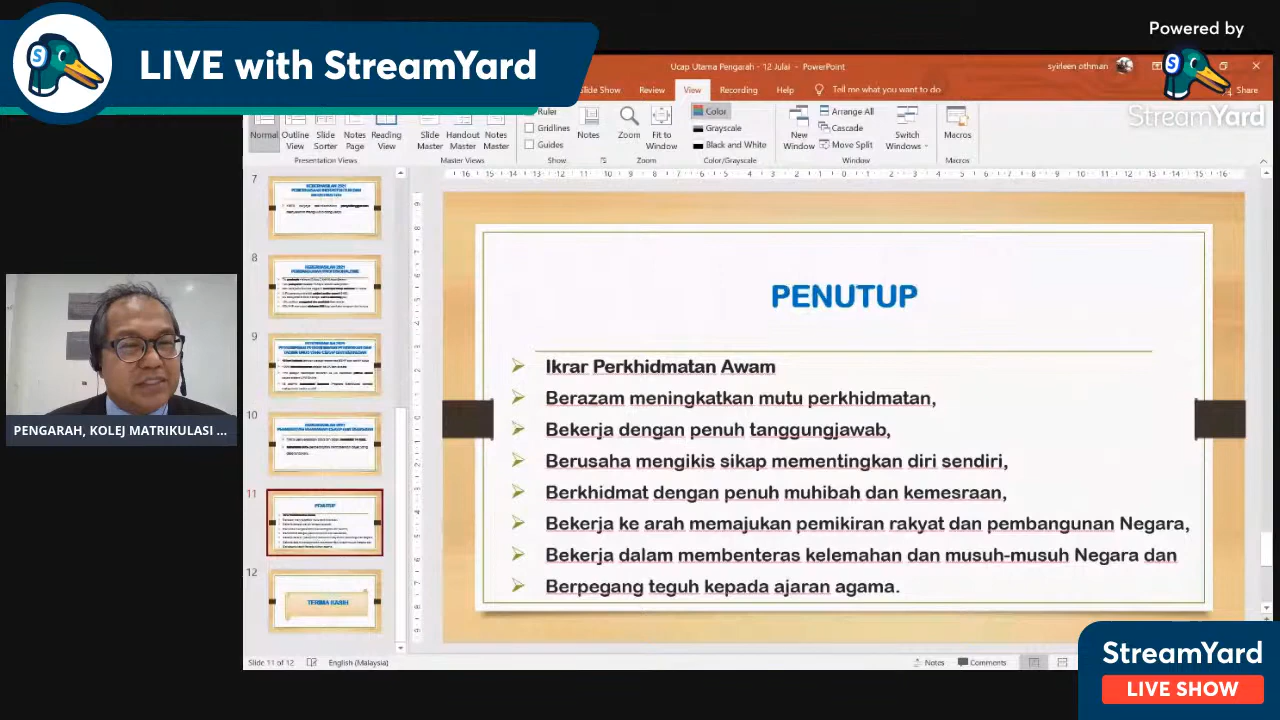 LIVE with StreamYard
Powered by
StreamYard
Ucap Utama Pengarah - 12 Julai - PowerPoint
syirleen othman
Slide Show View Recording Help Tell me what you want to do Share
Normal
Outline View
Slide Sorter
Notes Page
Reading View
Presentation Views
Slide Master
Handout Master
Notes Master
Master Views
Ruler
Gridlines
Guides
Show
Notes
Zoom
Fit to Window
Zoom
Color
Grayscale
Black and White
Color/Grayscale
New Window
Arrange All
Cascade
Move Split
Switch Windows
Window
Macros
Macros
7
8
9
10
11
PENUTUP
12
TERIMA KASIH
PENUTUP
Ikrar Perkhidmatan Awam
Berazam meningkatkan mutu perkhidmatan,
Bekerja dengan penuh tanggungjawab,
Berusaha mengikis sikap mementingkan diri sendiri,
Berkhidmat dengan penuh muhibah dan kemesraan,
Bekerja ke arah memajukan pemikiran rakyat dan pembangunan Negara,
Bekerja dalam membenteras kelemahan dan musuh-musuh Negara dan
Berpegang teguh kepada ajaran agama.
PENGARAH, KOLEJ MATRIKULASI ...
Slide 11 of 12
English (Malaysia)
Notes
Comments
StreamYard
LIVE SHOW